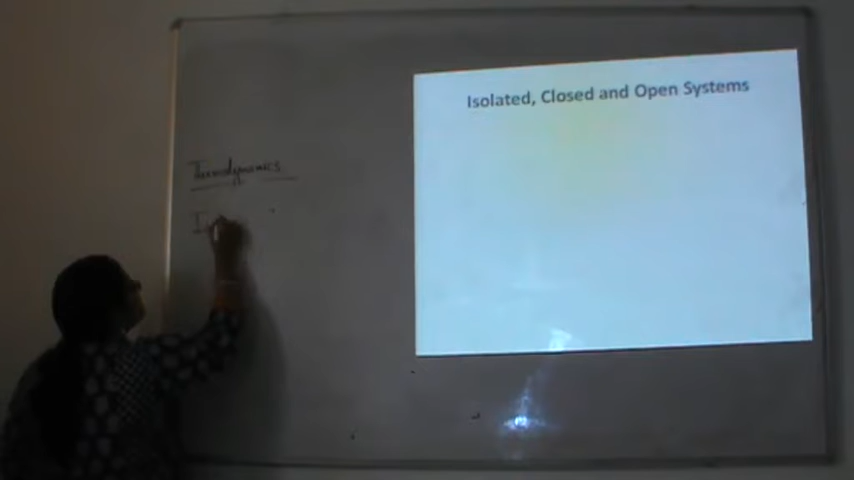 Isolated, Closed and Open Systems
Thermodynamics